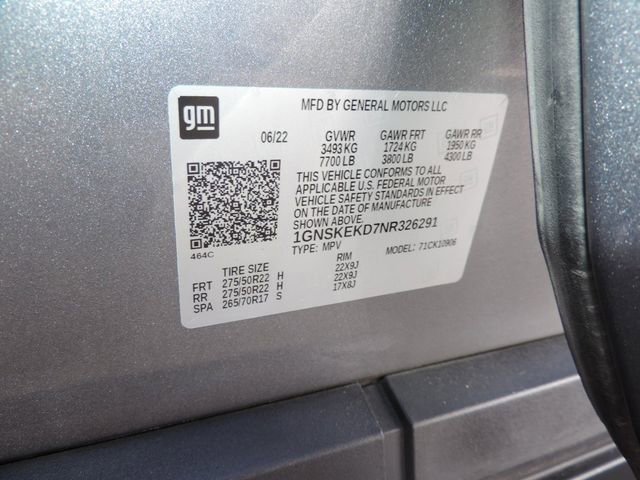 gm
MFD BY GENERAL MOTORS LLC
06/22 GVWR GAWR FRT GAWR RR
3493 KG 1724 KG 1950 KG
7700 LB 3800 LB 4300 LB
THIS VEHICLE CONFORMS TO ALL
APPLICABLE U.S. FEDERAL MOTOR
VEHICLE SAFETY STANDARDS IN EFFECT
ON THE DATE OF MANUFACTURE
SHOWN ABOVE.
1GNSKEKD7NR326291
TYPE: MPV MODEL: 71CK10906
464C
TIRE SIZE RIM
FRT 275/50R22 H 22X9J
RR 275/50R22 H 22X9J
SPA 265/70R17 S 17X8J